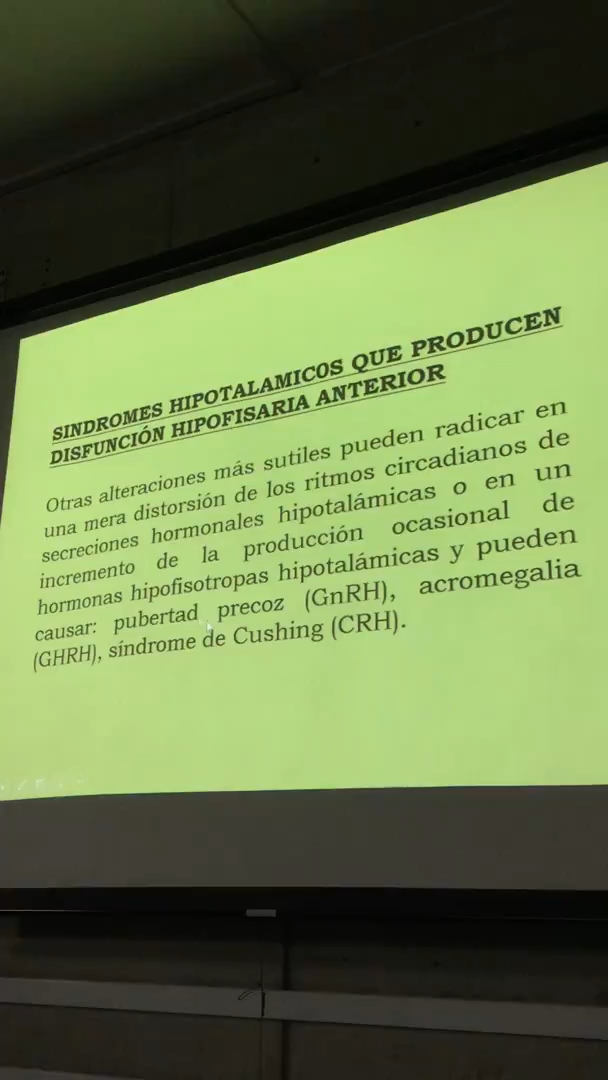 SINDROMES HIPOTALAMICOS QUE PRODUCEN
DISFUNCIÓN HIPOFISARIA ANTERIOR
Otras alteraciones más sutiles pueden radicar en
una mera distorsión de los ritmos circadianos de
secreciones hormonales hipotalámicas o en un
incremento de la producción ocasional de
hormonas hipofisotropas hipotalámicas y pueden
causar: pubertad precoz (GnRH), acromegalia
(GHRH), síndrome de Cushing (CRH).